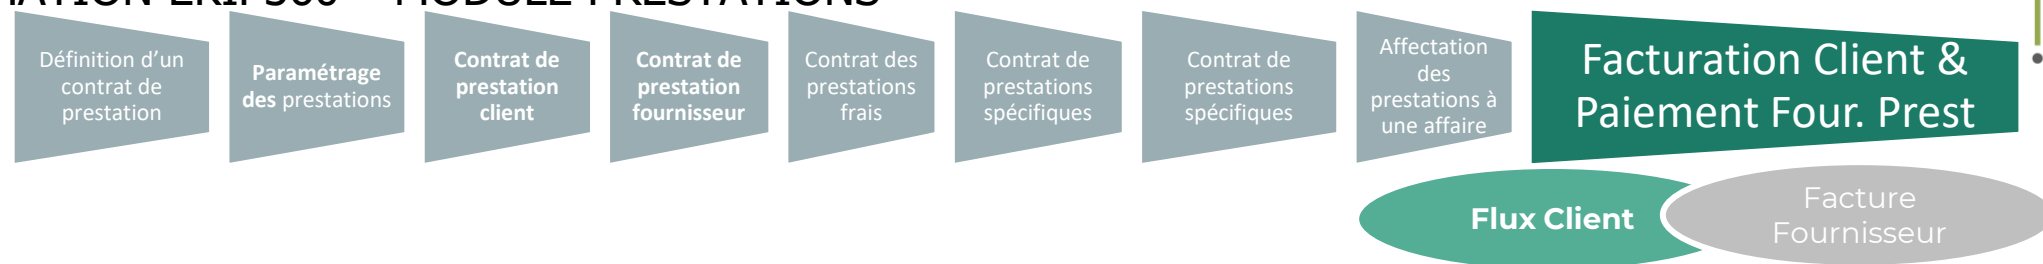 Définition d'un
contrat de
prestation
Paramétrage
des prestations
Contrat de
prestation
client
Contrat de
prestation
fournisseur
Contrat des
prestations
frais
Contrat de
prestations
spécifiques
Contrat de
prestations
spécifiques
Affectation
des
prestations à
une affaire
Facturation Client &
Paiement Four. Prest
Flux Client
Facture
Fournisseur